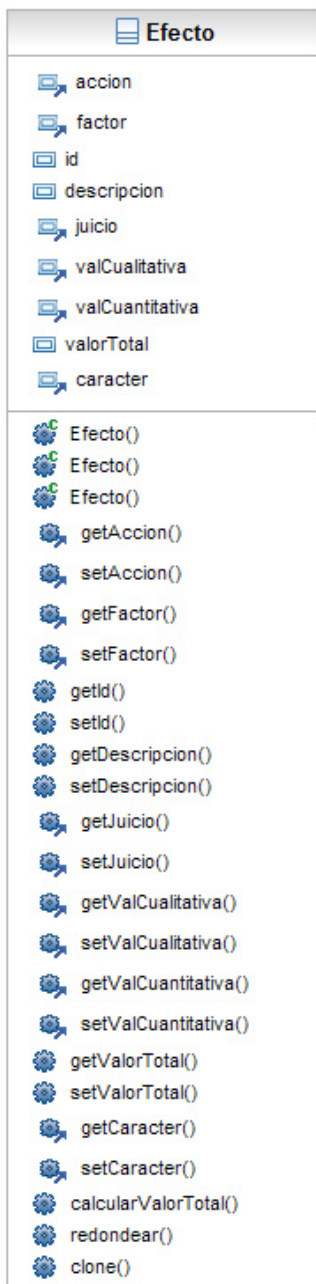 Efecto
accion
factor
id
descripcion
juicio
valCualitativa
valCuantitativa
valorTotal
caracter
Efecto()
Efecto()
Efecto()
getAccion()
setAccion()
getFactor()
setFactor()
getId()
setId()
getDescripcion()
setDescripcion()
getJuicio()
setJuicio()
getValCualitativa()
setValCualitativa()
getValCuantitativa()
setValCuantitativa()
getValorTotal()
setValorTotal()
getCaracter()
setCaracter()
calcularValorTotal()
redondear()
clone()